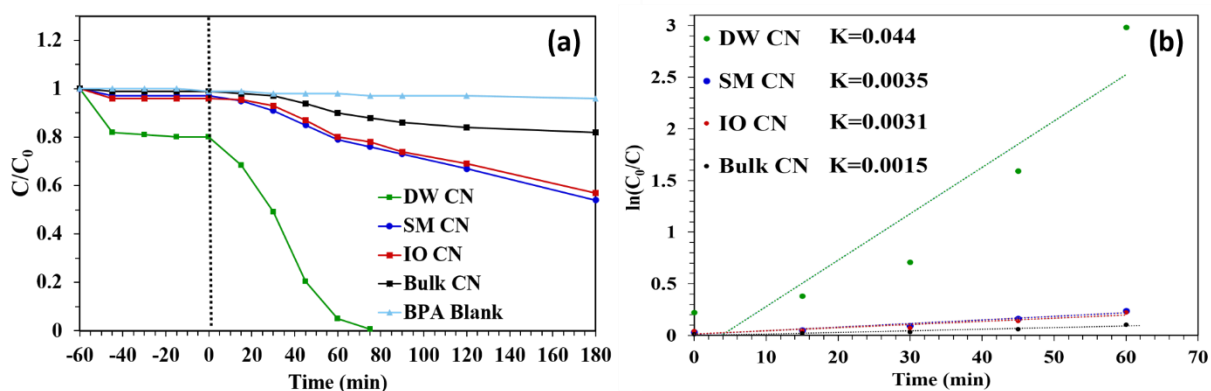 (a)
C/C0
1.2
1
0.8
0.6
0.4
0.2
0
DW CN
SM CN
IO CN
Bulk CN
BPA Blank
-60 -40 -20 0 20 40 60 80 100 120 140 160 180
Time (min)
(b)
ln(C0/C)
3
2.5
2
1.5
1
0.5
0
DW CN K=0.044
SM CN K=0.0035
IO CN K=0.0031
Bulk CN K=0.0015
0 10 20 30 40 50 60 70
Time (min)